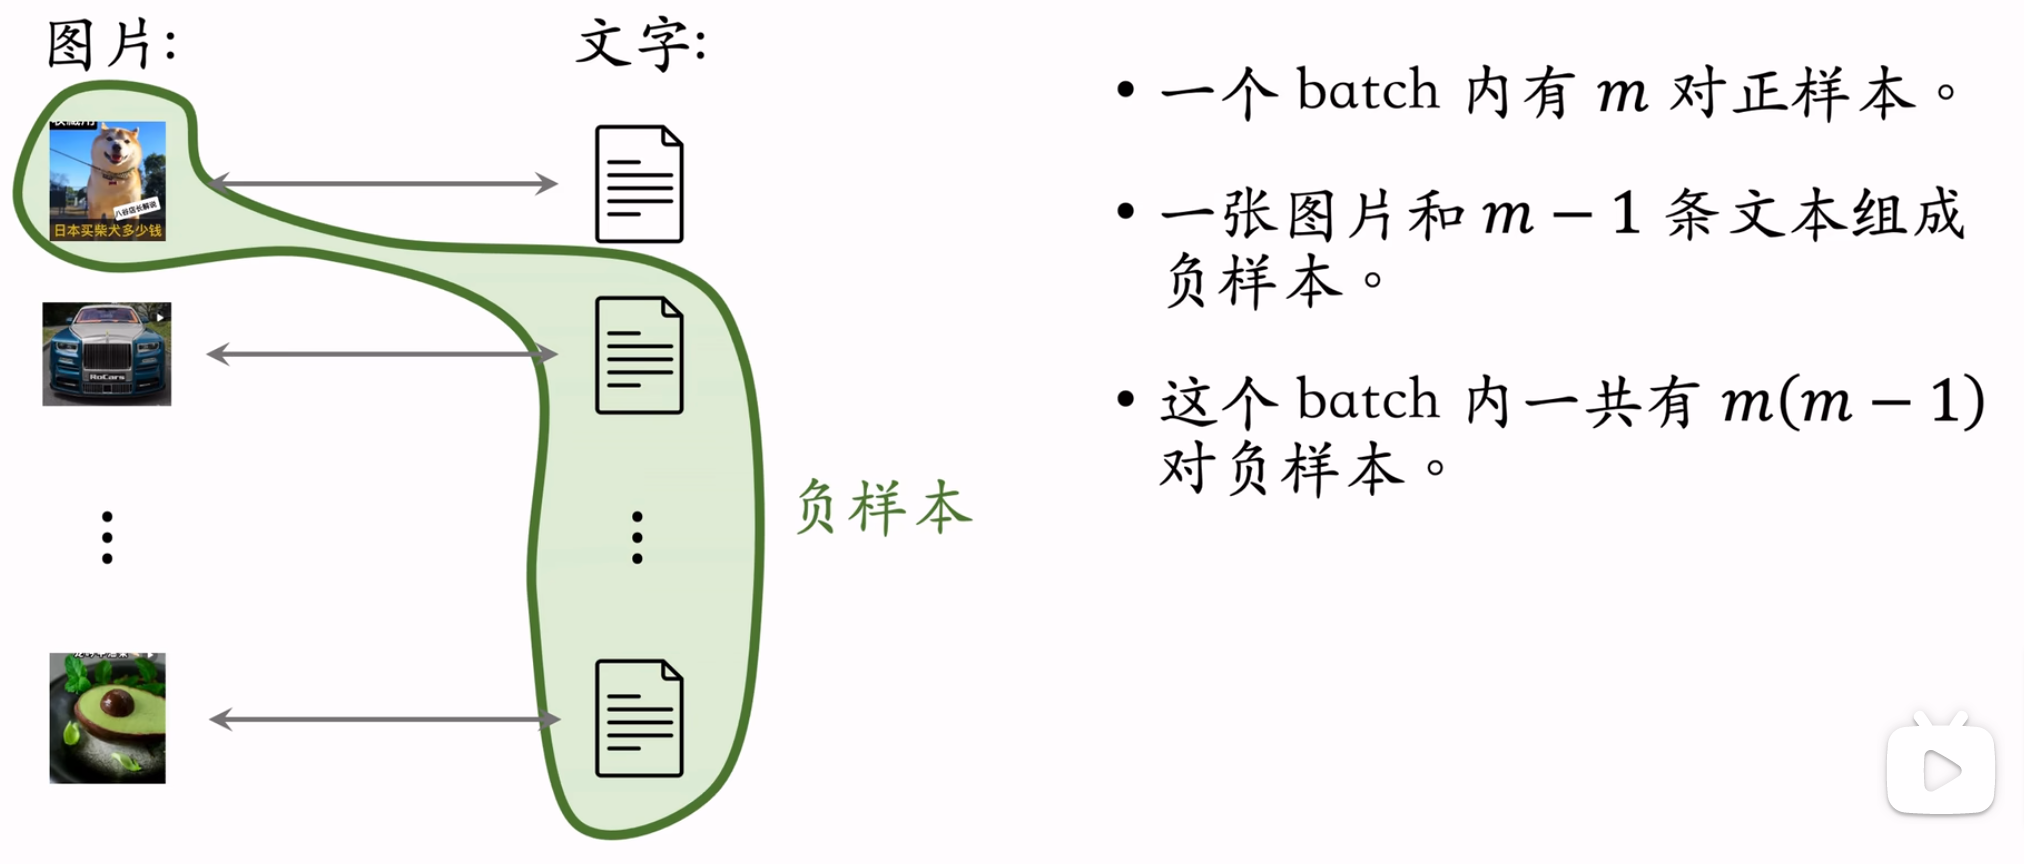 图片:
文字:
八谷店长解说
日本买柴犬多少钱
RoCars
负样本
• 一个 batch 内有 m 对正样本。
• 一张图片和 m − 1 条文本组成
负样本。
• 这个 batch 内一共有 m(m − 1)
对负样本。